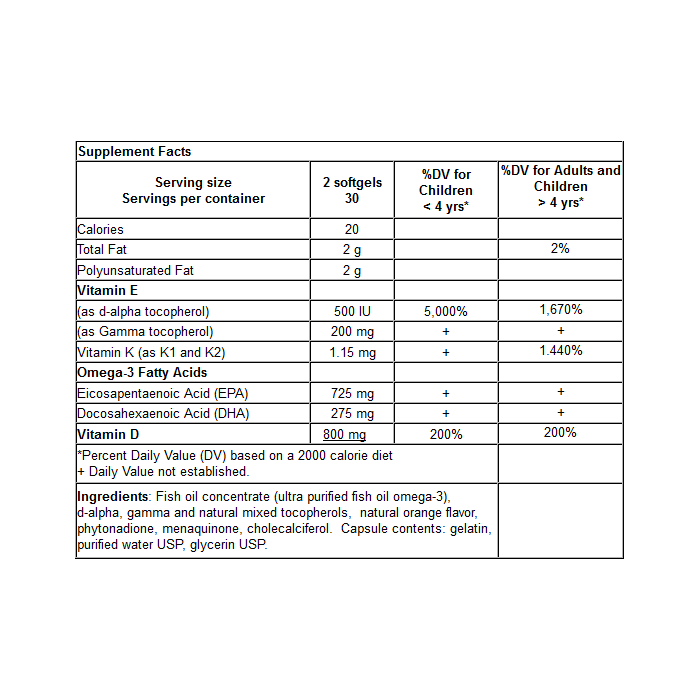 Supplement Facts
Serving size
Servings per container
2 softgels
30
%DV for
Children
< 4 yrs*
%DV for Adults and
Children
> 4 yrs*
Calories 20
Total Fat 2 g 2%
Polyunsaturated Fat 2 g
Vitamin E
(as d-alpha tocopherol) 500 IU 5,000% 1,670%
(as Gamma tocopherol) 200 mg + +
Vitamin K (as K1 and K2) 1.15 mg + 1.440%
Omega-3 Fatty Acids
Eicosapentaenoic Acid (EPA) 725 mg + +
Docosahexaenoic Acid (DHA) 275 mg + +
Vitamin D 800 mg 200% 200%
*Percent Daily Value (DV) based on a 2000 calorie diet
+ Daily Value not established.
Ingredients: Fish oil concentrate (ultra purified fish oil omega-3),
d-alpha, gamma and natural mixed tocopherols, natural orange flavor,
phytonadione, menaquinone, cholecalciferol. Capsule contents: gelatin,
purified water USP, glycerin USP.